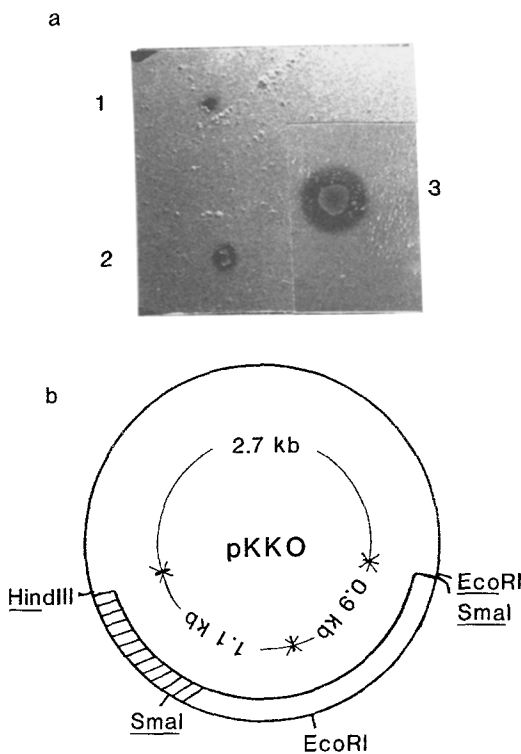 a
1
2
3
b
2.7 kb
pKKO
0.9 kb
1.1 kb
HindIII
EcoRI
SmaI
SmaI
EcoRI